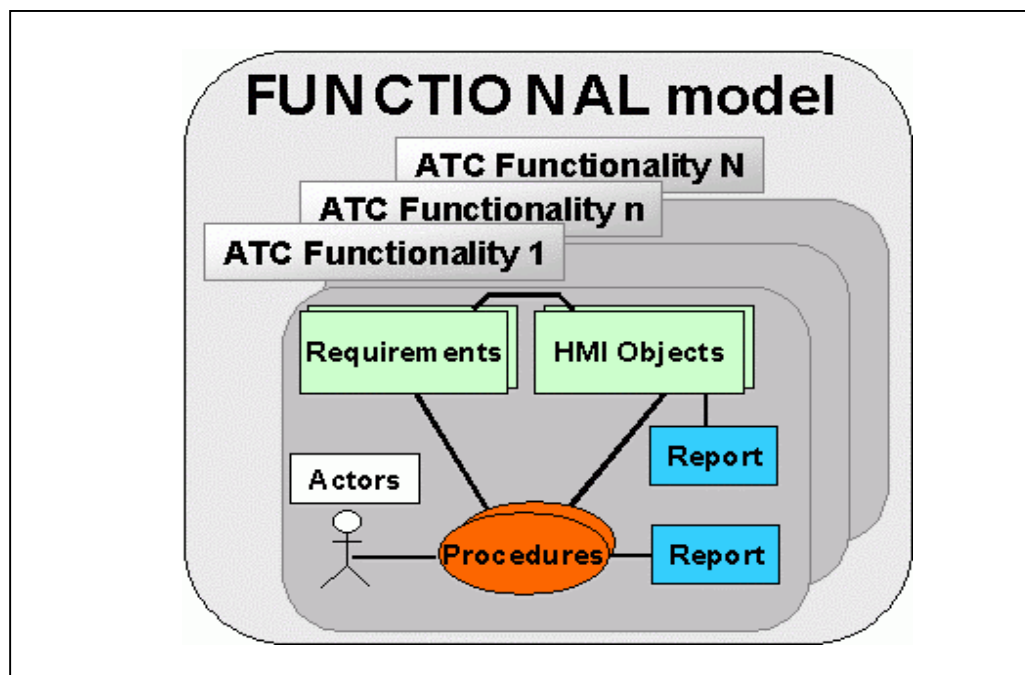 FUNCTIONAL model
ATC Functionality N
ATC Functionality n
ATC Functionality 1
Requirements
HMI Objects
Report
Actors
Procedures
Report